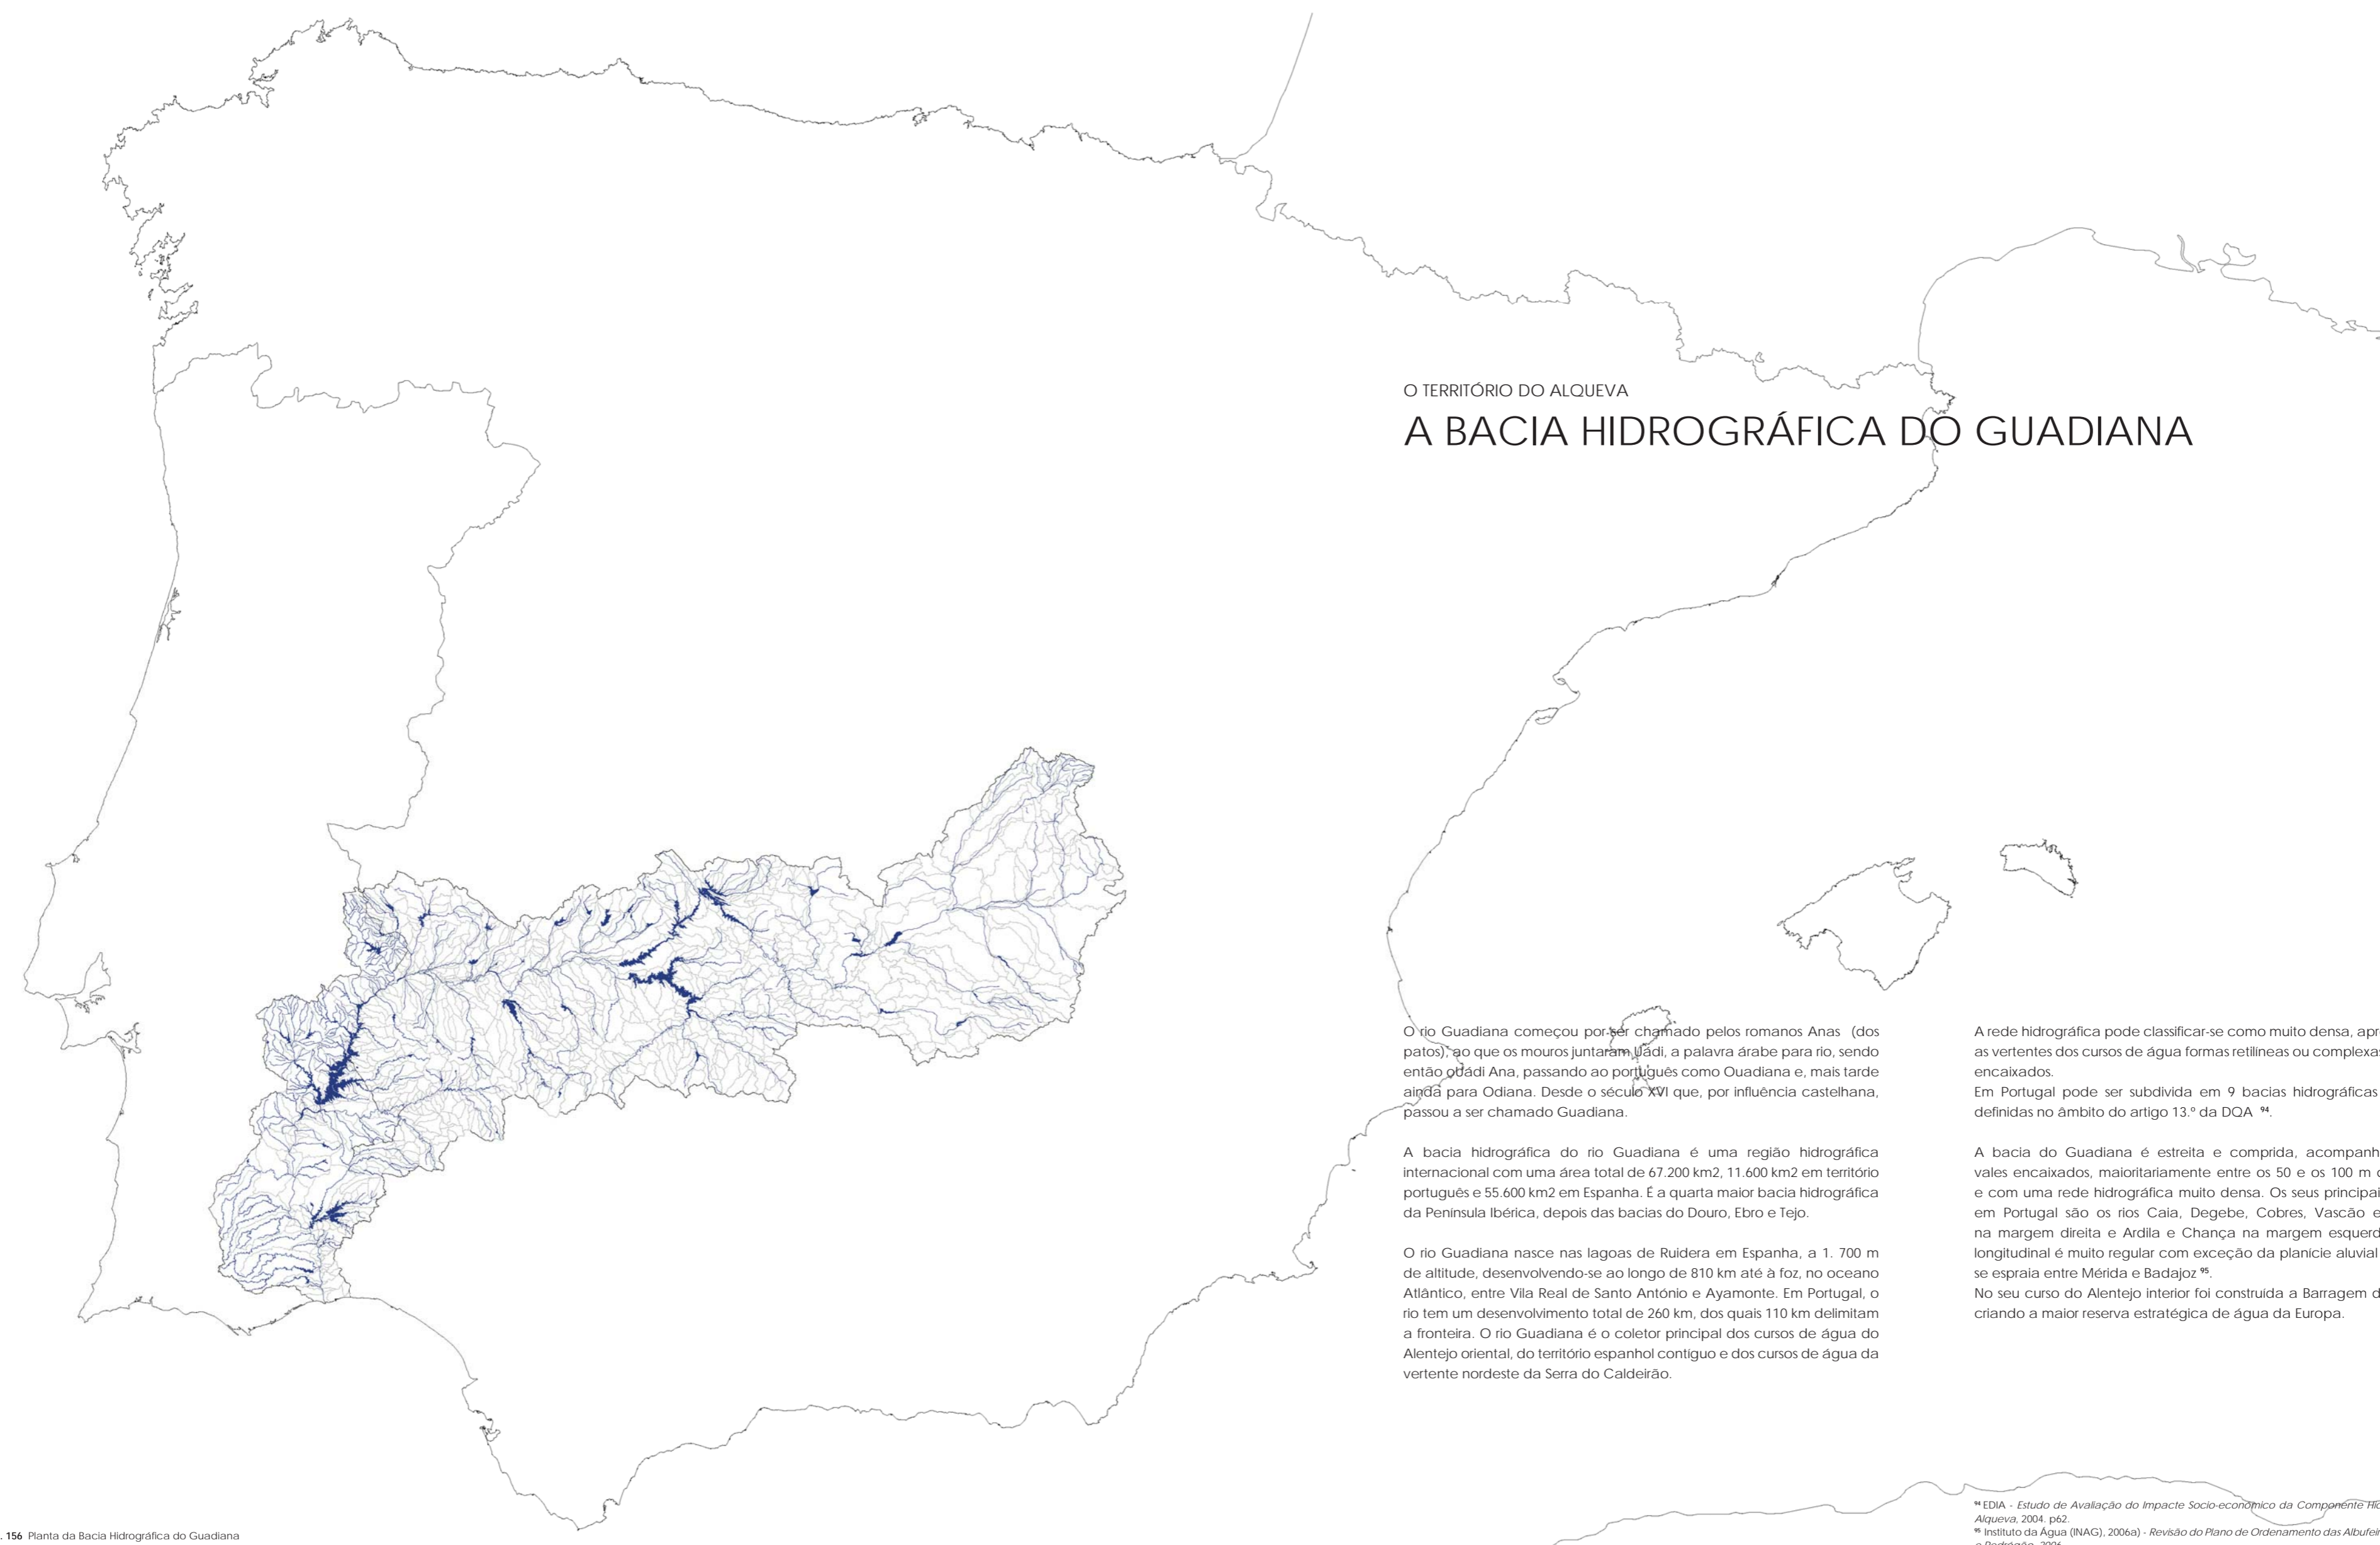 O TERRITÓRIO DO ALQUEVA
A BACIA HIDROGRÁFICA DO GUADIANA
O rio Guadiana começou por ser chamado pelos romanos Anas (dos
patos), ao que os mouros juntaram Uádi, a palavra árabe para rio, sendo
então Uádi Ana, passando ao português como Ouadiana e, mais tarde
ainda para Odiana. Desde o século XVI que, por influência castelhana,
passou a ser chamado Guadiana.
A bacia hidrográfica do rio Guadiana é uma região hidrográfica
internacional com uma área total de 67.200 km2, 11.600 km2 em território
português e 55.600 km2 em Espanha. É a quarta maior bacia hidrográfica
da Península Ibérica, depois das bacias do Douro, Ebro e Tejo.
O rio Guadiana nasce nas lagoas de Ruidera em Espanha, a 1. 700 m
de altitude, desenvolvendo-se ao longo de 810 km até à foz, no oceano
Atlântico, entre Vila Real de Santo António e Ayamonte. Em Portugal, o
rio tem um desenvolvimento total de 260 km, dos quais 110 km delimitam
a fronteira. O rio Guadiana é o coletor principal dos cursos de água do
Alentejo oriental, do território espanhol contíguo e dos cursos de água da
vertente nordeste da Serra do Caldeirão.
A rede hidrográfica pode classificar-se como muito densa,
as vertentes dos cursos de água formas retilíneas ou
encaixados.
Em Portugal pode ser subdivida em 9 bacias hidrográficas
definidas no âmbito do artigo 13.º da DQA ⁹⁴.
A bacia do Guadiana é estreita e comprida,
vales encaixados, maioritariamente entre os 50 e os 100 m
e com uma rede hidrográfica muito densa. Os seus
em Portugal são os rios Caia, Degebe, Cobres, Vascão
na margem direita e Ardila e Chança na margem
longitudinal é muito regular com exceção da planície aluvial
se espraia entre Mérida e Badajoz ⁹⁵.
No seu curso do Alentejo interior foi construída a Barragem
criando a maior reserva estratégica de água da Europa.
⁹⁴ EDIA - Estudo de Avaliação do Impacte Socio-económico da Componente
Alqueva, 2004. p62.
⁹⁵ Instituto da Água (INAG), 2006a) - Revisão do Plano de Ordenamento das
. 156 Planta da Bacia Hidrográfica do Guadiana